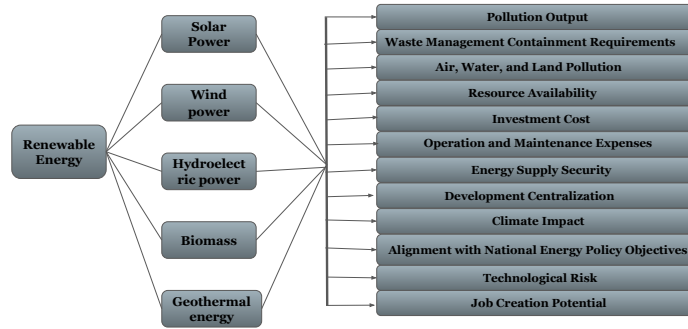 Renewable
Energy
Solar
Power
Wind
power
Hydroelect
ric power
Biomass
Geothermal
energy
Pollution Output
Waste Management Containment Requirements
Air, Water, and Land Pollution
Resource Availability
Investment Cost
Operation and Maintenance Expenses
Energy Supply Security
Development Centralization
Climate Impact
Alignment with National Energy Policy Objectives
Technological Risk
Job Creation Potential